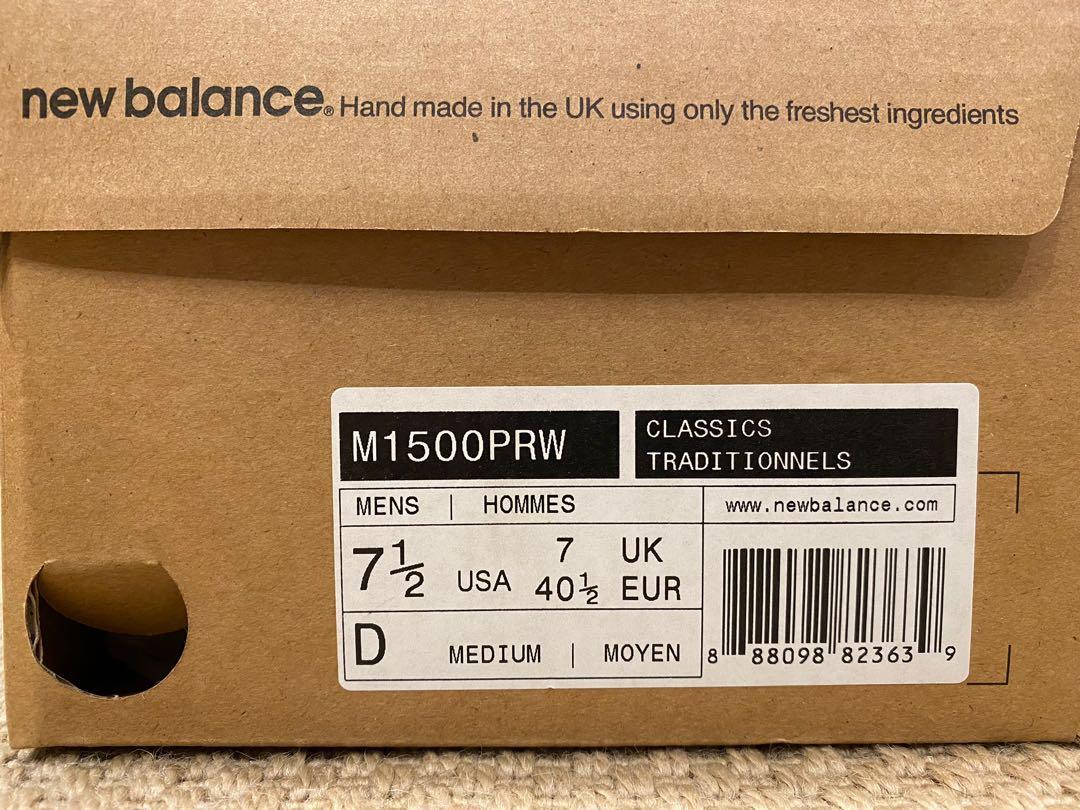 new balance® Hand made in the UK using only the freshest ingredients
M1500PRW
CLASSICS
TRADITIONNELS
MENS | HOMMES
www.newbalance.com
7½ USA
7 UK
40½ EUR
D MEDIUM | MOYEN
8 88098 82363 9